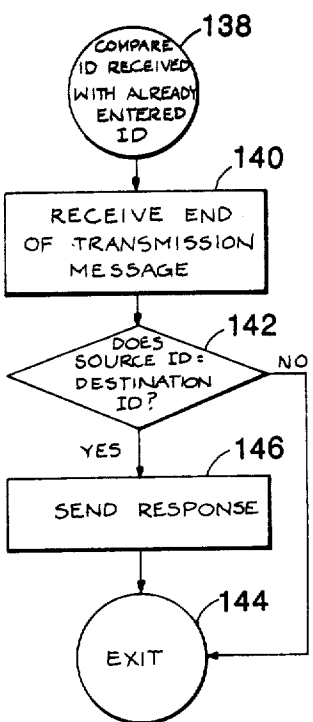 138
COMPARE
ID RECEIVED
WITH ALREADY
ENTERED
ID
140
RECEIVE END
OF TRANSMISSION
MESSAGE
142
DOES
SOURCE ID =
DESTINATION
ID?
NO
YES
146
SEND RESPONSE
144
EXIT